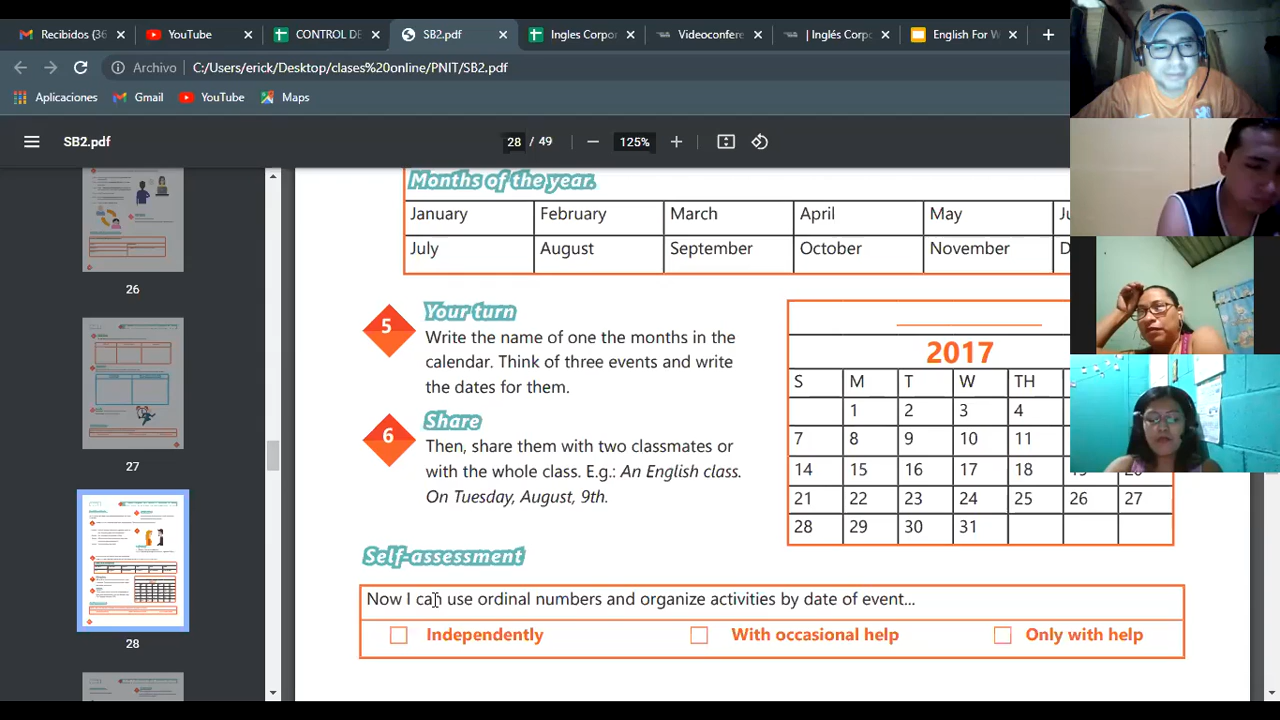 Recibidos (36
YouTube
CONTROL DE
SB2.pdf
Ingles Corpor
Videoconfere
| Inglés Corpo
English For W
Archivo
C:/Users/erick/Desktop/clases%20online/PNIT/SB2.pdf
Aplicaciones
Gmail
YouTube
Maps
SB2.pdf
28 / 49
125%
26
27
28
Months of the year.
January February March April May
July August September October November D
5 Your turn
Write the name of one the months in the
calendar. Think of three events and write
the dates for them.
6 Share
Then, share them with two classmates or
with the whole class. E.g.: An English class.
On Tuesday, August, 9th.
2017
S M T W TH
1 2 3 4
7 8 9 10 11
14 15 16 17 18
21 22 23 24 25 26 27
28 29 30 31
Self-assessment
Now I can use ordinal numbers and organize activities by date of event...
Independently With occasional help Only with help